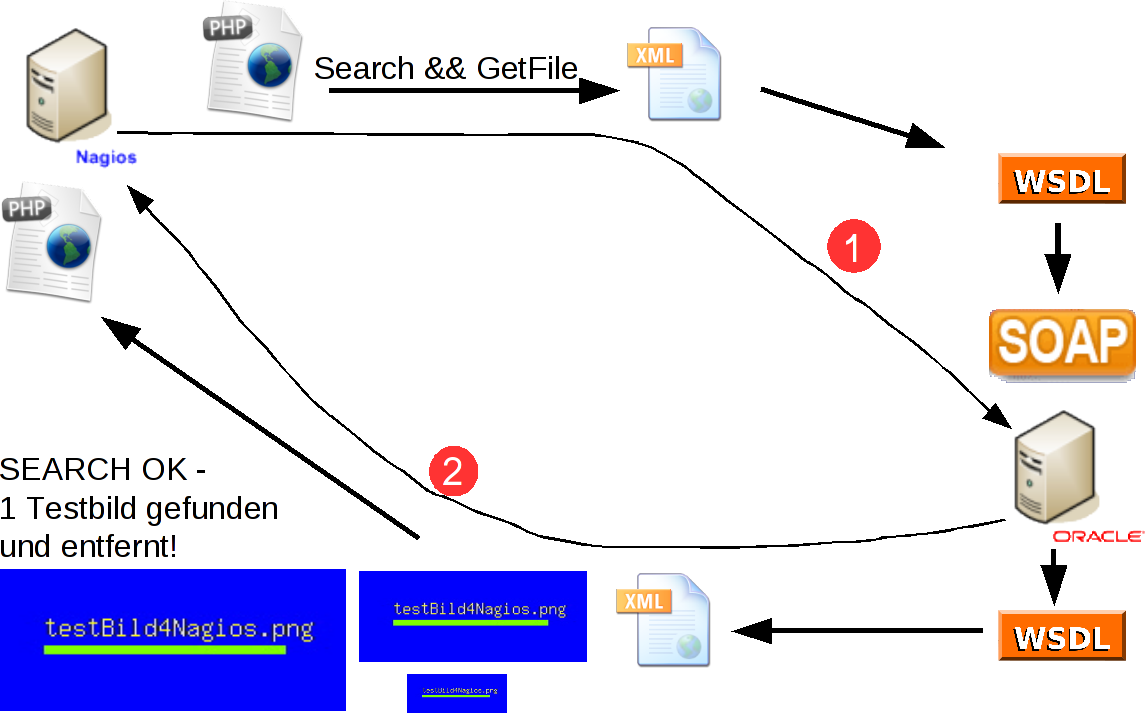 PHP
Search && GetFile
XML
Nagios
WSDL
PHP
1
SOAP
2
SEARCH OK -
1 Testbild gefunden
und entfernt!
ORACLE
testBild4Nagios.png
testBild4Nagios.png
XML
WSDL
testBild4Nagios.png